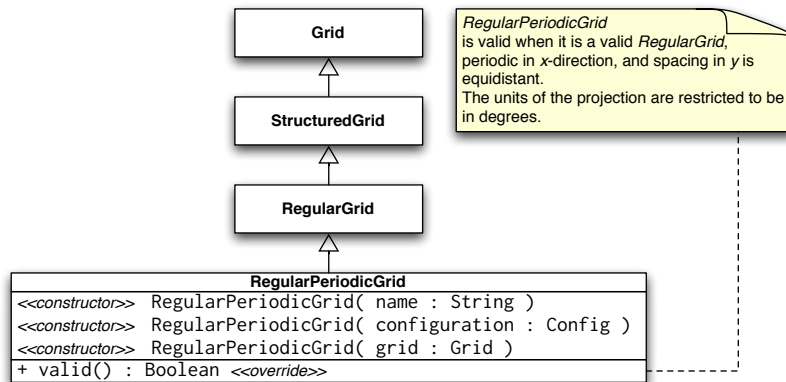 Grid
StructuredGrid
RegularGrid
RegularPeriodicGrid
is valid when it is a valid RegularGrid,
periodic in x-direction, and spacing in y is
equidistant.
The units of the projection are restricted to be
in degrees.
RegularPeriodicGrid
<<constructor>> RegularPeriodicGrid( name : String )
<<constructor>> RegularPeriodicGrid( configuration : Config )
<<constructor>> RegularPeriodicGrid( grid : Grid )
+ valid() : Boolean <<override>>